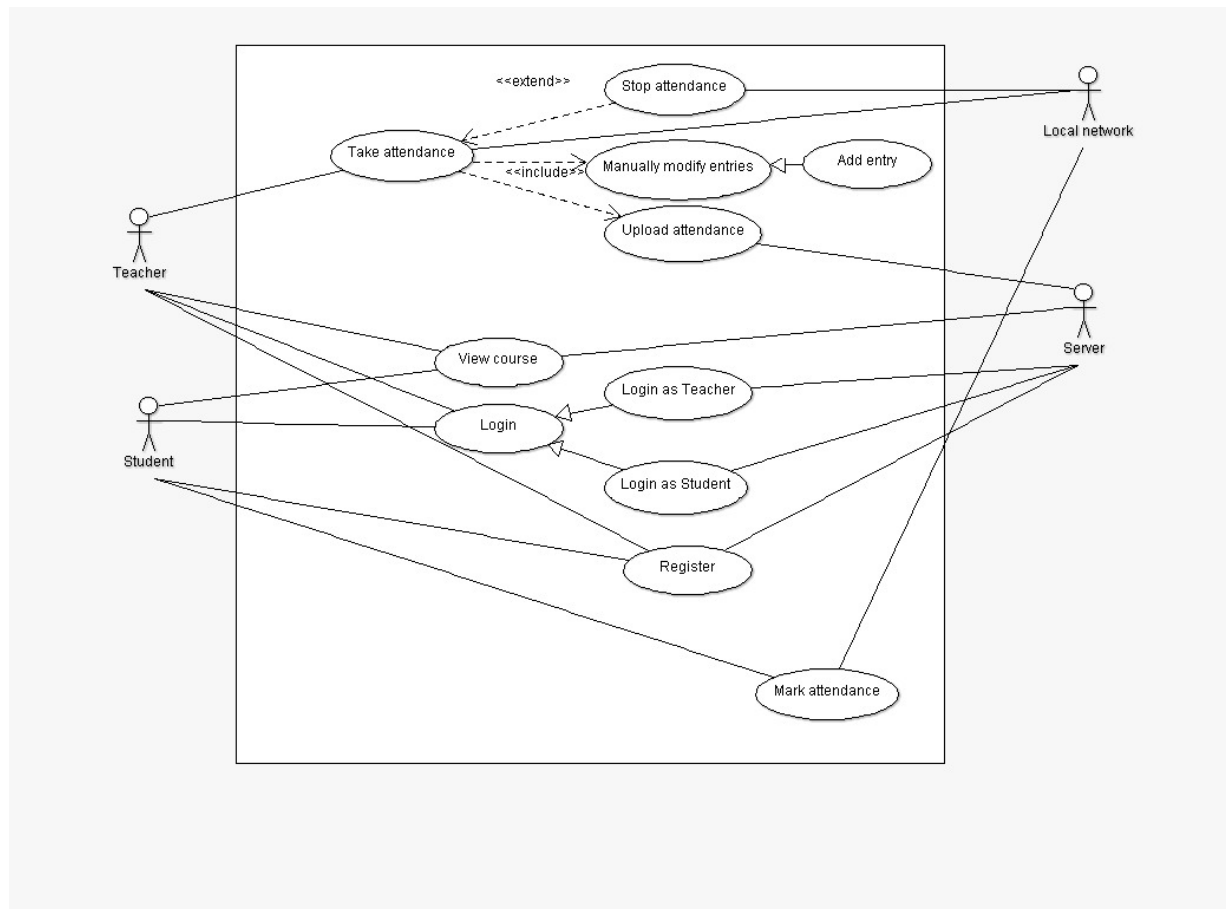 <<extend>>
Stop attendance
Local network
Take attendance
<<include>>
Manually modify entries
Add entry
Upload attendance
Teacher
View course
Server
Login as Teacher
Login
Student
Login as Student
Register
Mark attendance